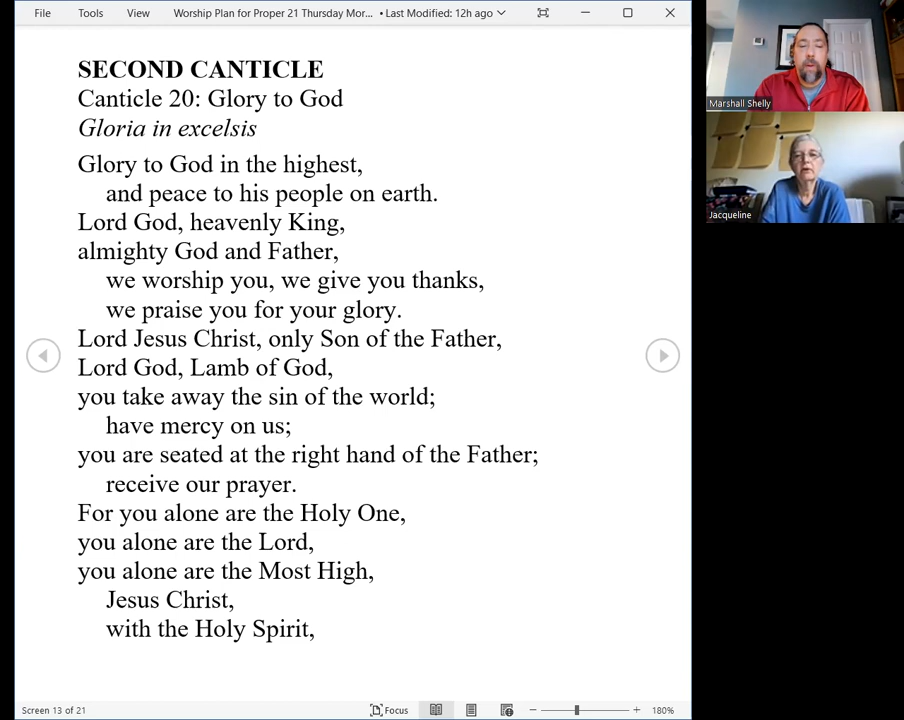 File Tools View Worship Plan for Proper 21 Thursday Mor... • Last Modified: 12h ago
SECOND CANTICLE
Canticle 20: Glory to God
Gloria in excelsis
Glory to God in the highest,
and peace to his people on earth.
Lord God, heavenly King,
almighty God and Father,
we worship you, we give you thanks,
we praise you for your glory.
Lord Jesus Christ, only Son of the Father,
Lord God, Lamb of God,
you take away the sin of the world;
have mercy on us;
you are seated at the right hand of the Father;
receive our prayer.
For you alone are the Holy One,
you alone are the Lord,
you alone are the Most High,
Jesus Christ,
with the Holy Spirit,
Screen 13 of 21 Focus 180%
Marshall Shelly
Jacqueline